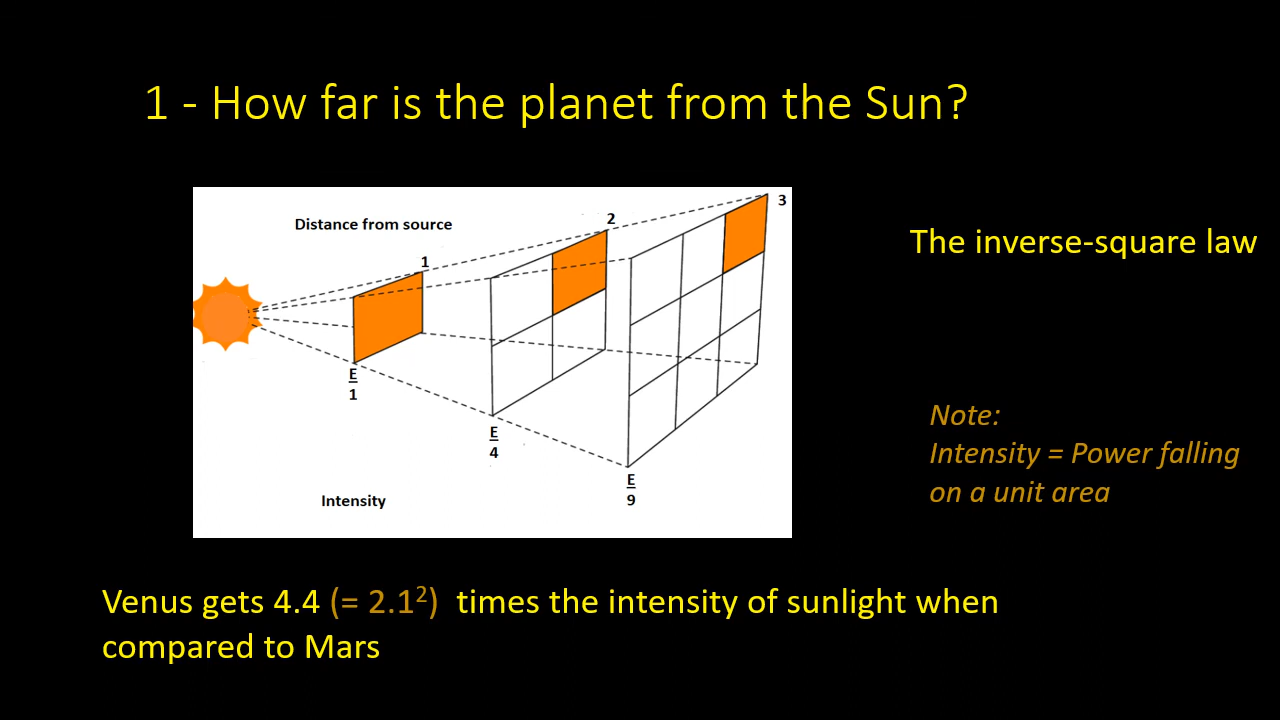 1 - How far is the planet from the Sun?
Distance from source
1
2
3
E
1
E
4
E
9
Intensity
The inverse-square law
Note:
Intensity = Power falling
on a unit area
Venus gets 4.4 (= 2.1²) times the intensity of sunlight when
compared to Mars